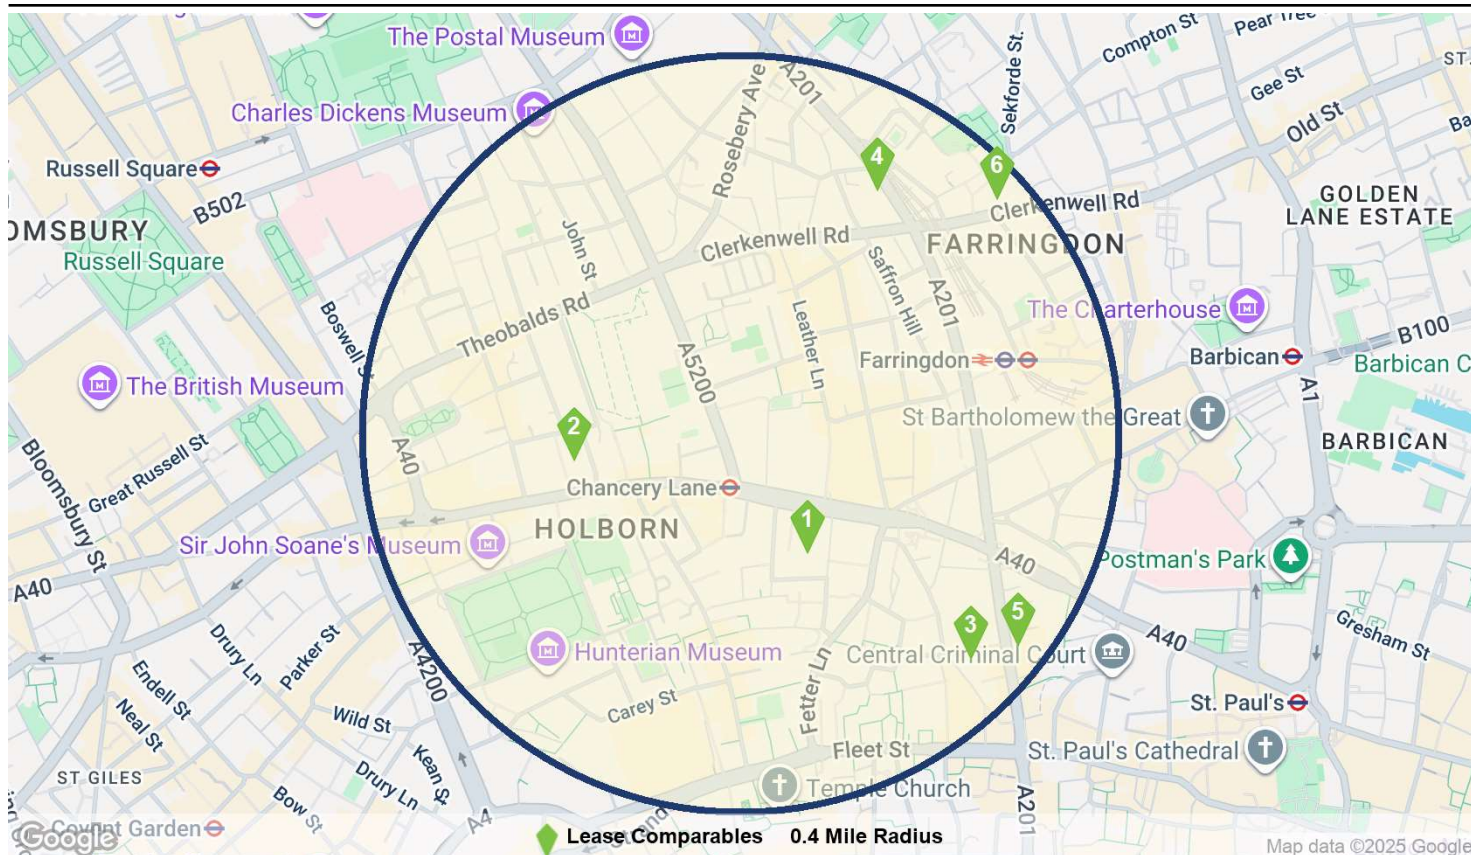 The Postal Museum
Compton St
Pear Tree
ST.
A201
Sekforde St.
Gee St
Charles Dickens Museum
Rosebery Ave
Old St
Ba
4
Russell Square
6
B502
GOLDEN
LANE ESTATE
Clerkenwell Rd
OMSBURY
John St
Clerkenwell Rd
FARRINGDON
Russell Square
Saffron Hill
A201
Boswell St
Theobalds Rd
Leather Ln
The Charterhouse
B100
A5200
Farringdon
Barbican
Barbican C
The British Museum
A1
St Bartholomew the Great
2
BARBICAN
Great Russell St
A40
Bloomsbury St
Chancery Lane
1
HOLBORN
Sir John Soane's Museum
A40
Postman's Park
A40
5
3
Gresham St
Drury Ln
Parker St
A40
Hunterian Museum
Central Criminal Court
Endell St
A4200
Fetter Ln
Neal St
Carey St
St. Paul's
Wild St
Fleet St
St. Paul's Cathedral
Kean St
ST GILES
Drury Ln
Temple Church
Bow St
A4
A201
Covent Garden
Google
Strand
Lease Comparables 0.4 Mile Radius
Map data ©2025 Google